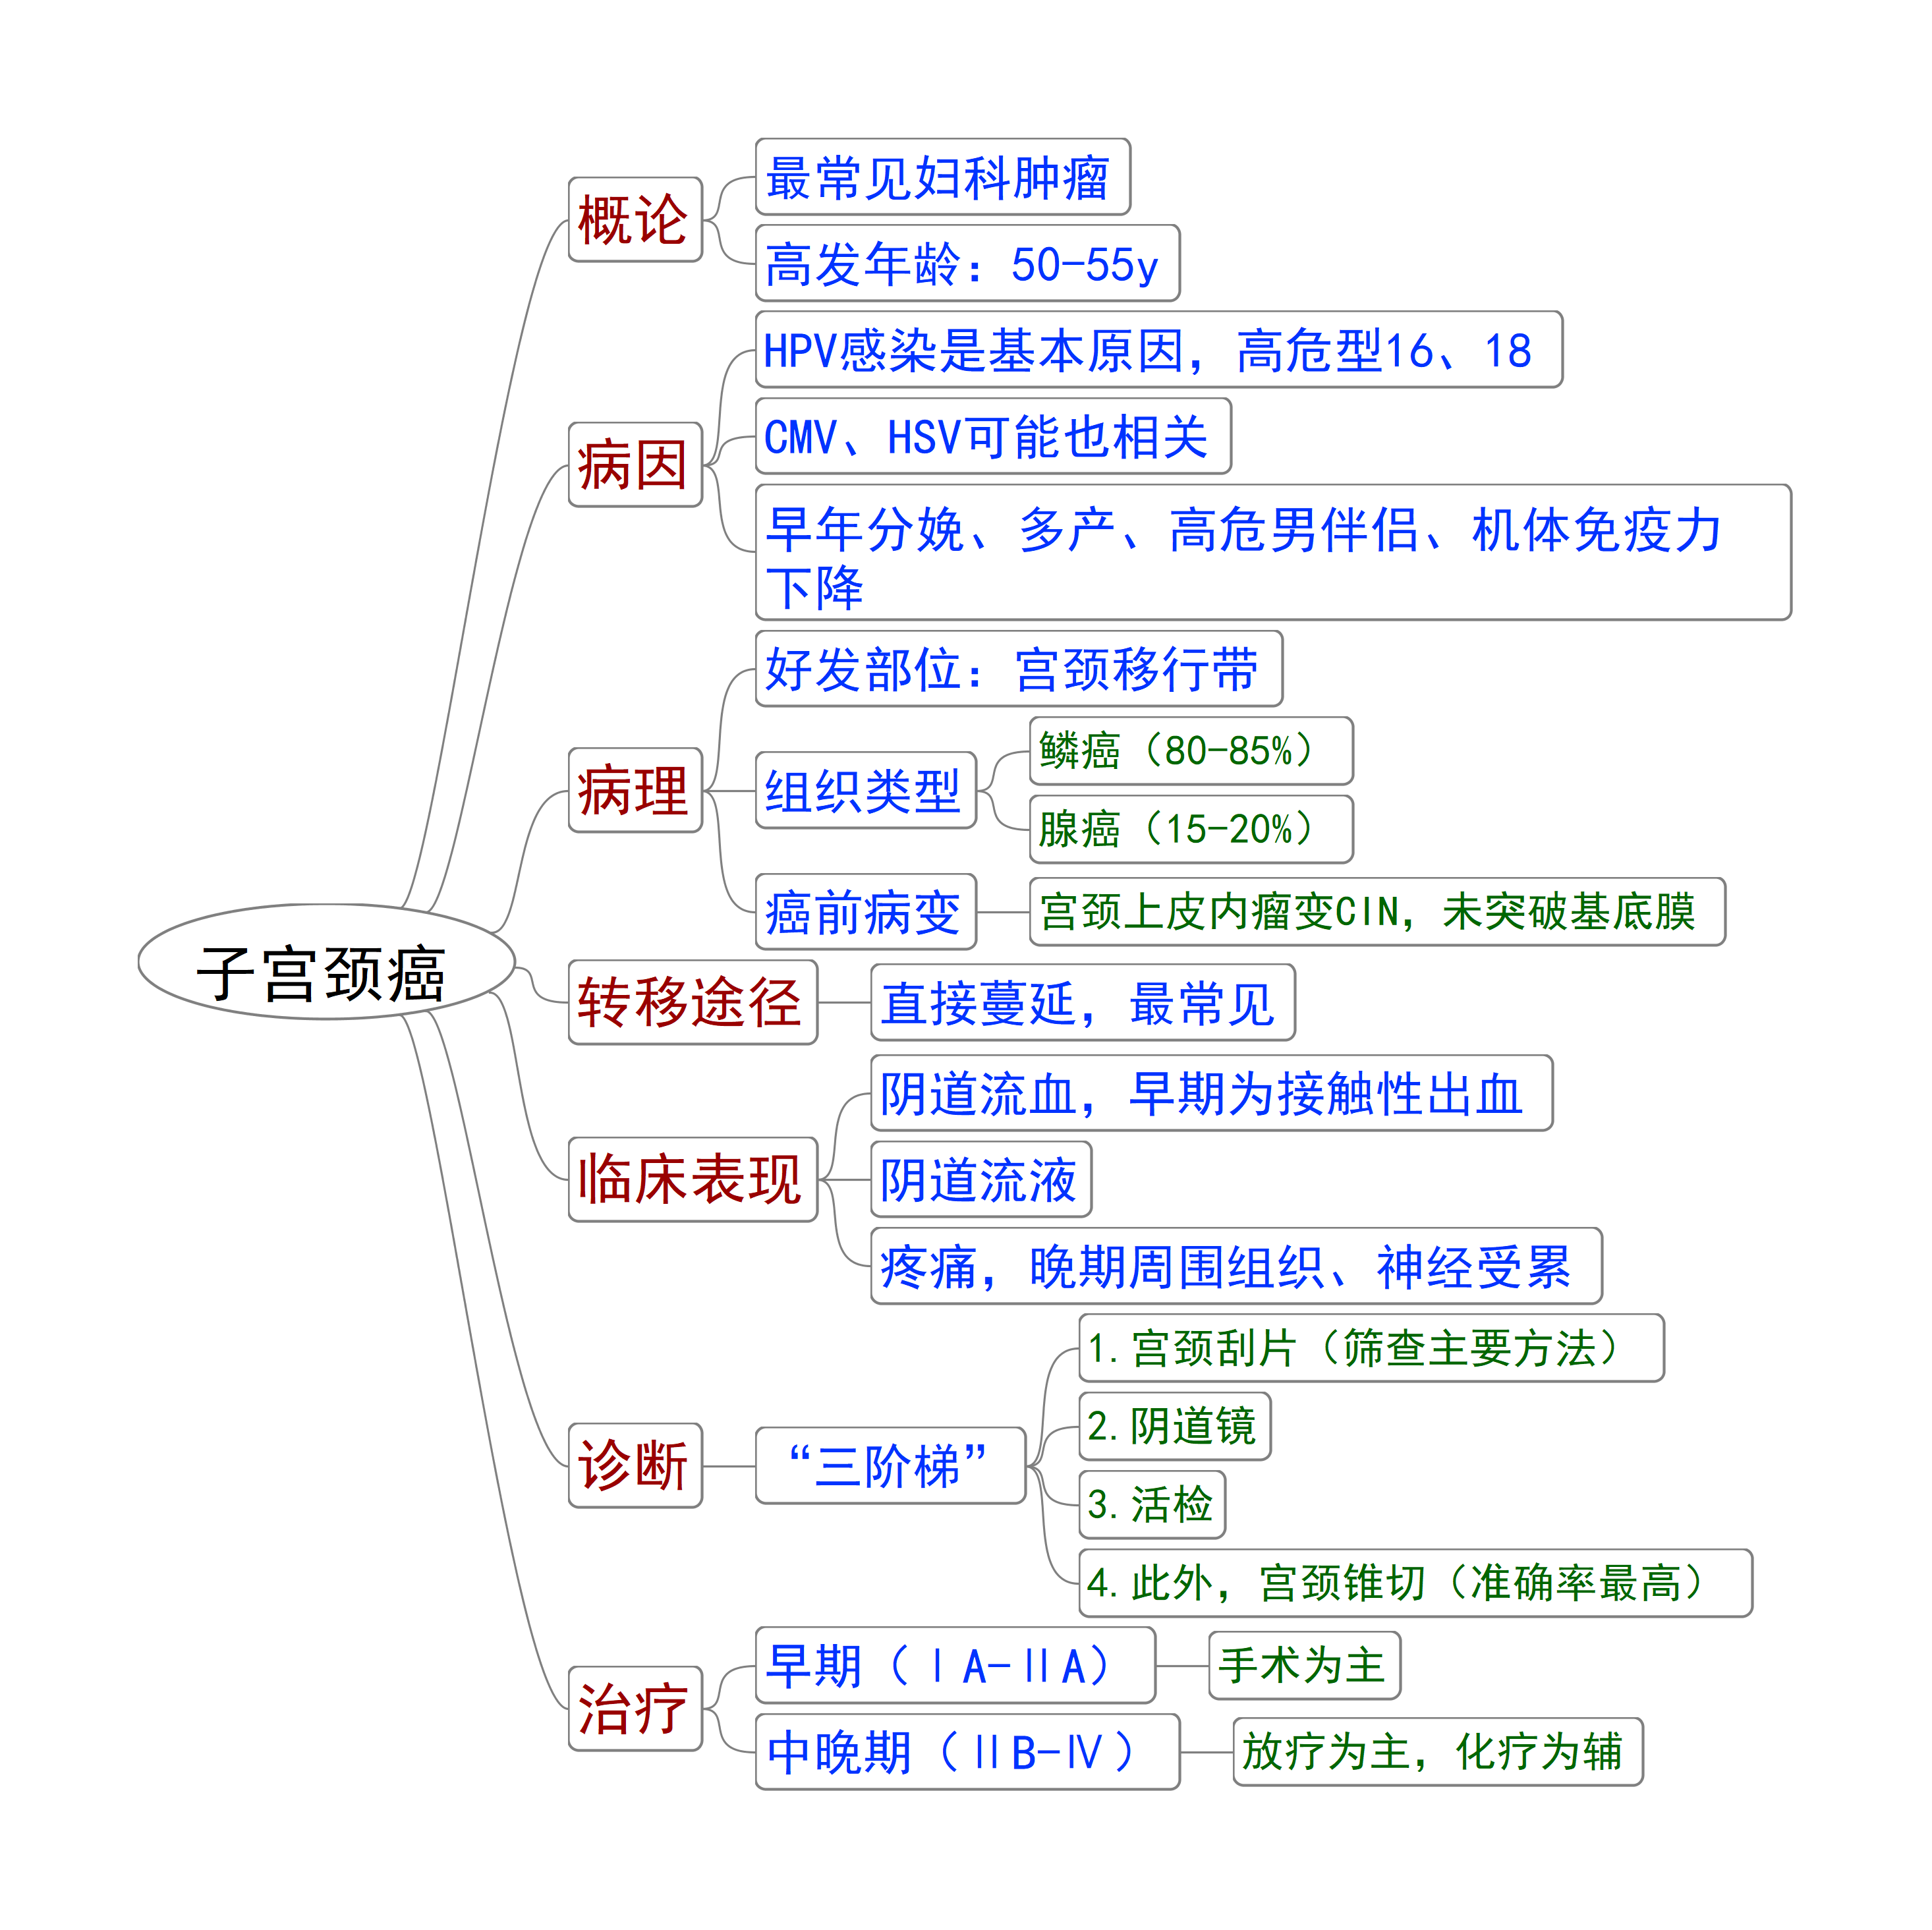 子宫颈癌
概论
最常见妇科肿瘤
高发年龄：50-55y
病因
HPV感染是基本原因，高危型16、18
CMV、HSV可能也相关
早年分娩、多产、高危男伴侣、机体免疫力
下降
病理
好发部位：宫颈移行带
组织类型
鳞癌（80-85%）
腺癌（15-20%）
癌前病变
宫颈上皮内瘤变CIN，未突破基底膜
转移途径
直接蔓延，最常见
临床表现
阴道流血，早期为接触性出血
阴道流液
疼痛，晚期周围组织、神经受累
诊断
“三阶梯”
1.宫颈刮片（筛查主要方法）
2.阴道镜
3.活检
4.此外，宫颈锥切（准确率最高）
治疗
早期（ⅠA-ⅡA）
手术为主
中晚期（ⅡB-Ⅳ）
放疗为主，化疗为辅